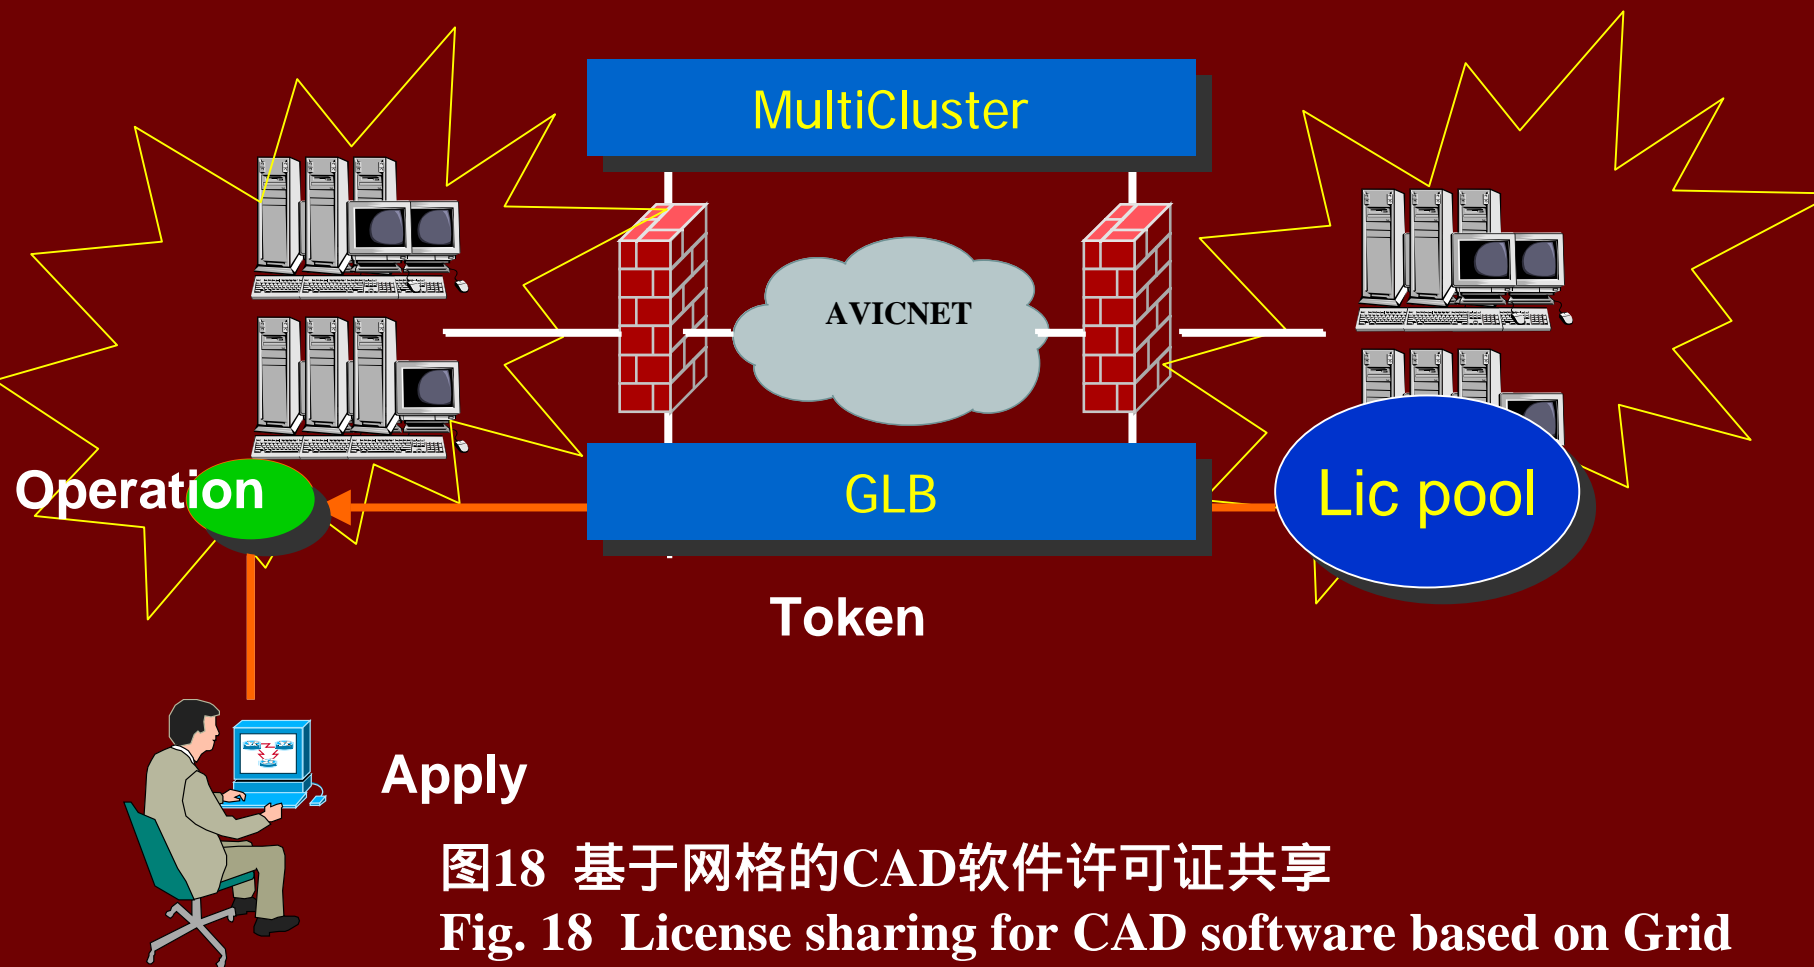 MultiCluster
AVICNET
Operation
GLB
Lic pool
Token
Apply
图18 基于网格的CAD软件许可证共享
Fig. 18 License sharing for CAD software based on Grid